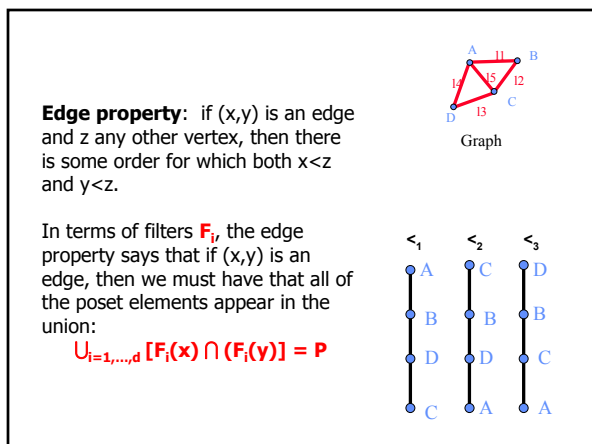 A
l1
B
l4
l5
l2
C
D
l3
Graph
Edge property: if (x,y) is an edge
and z any other vertex, then there
is some order for which both x<z
and y<z.
In terms of filters Fi, the edge
property says that if (x,y) is an
edge, then we must have that all of
the poset elements appear in the
union:
⋃i=1,...,d [Fi(x) ⋂ (Fi(y)] = P
<1 <2 <3
A C D
B B B
D D C
C A A